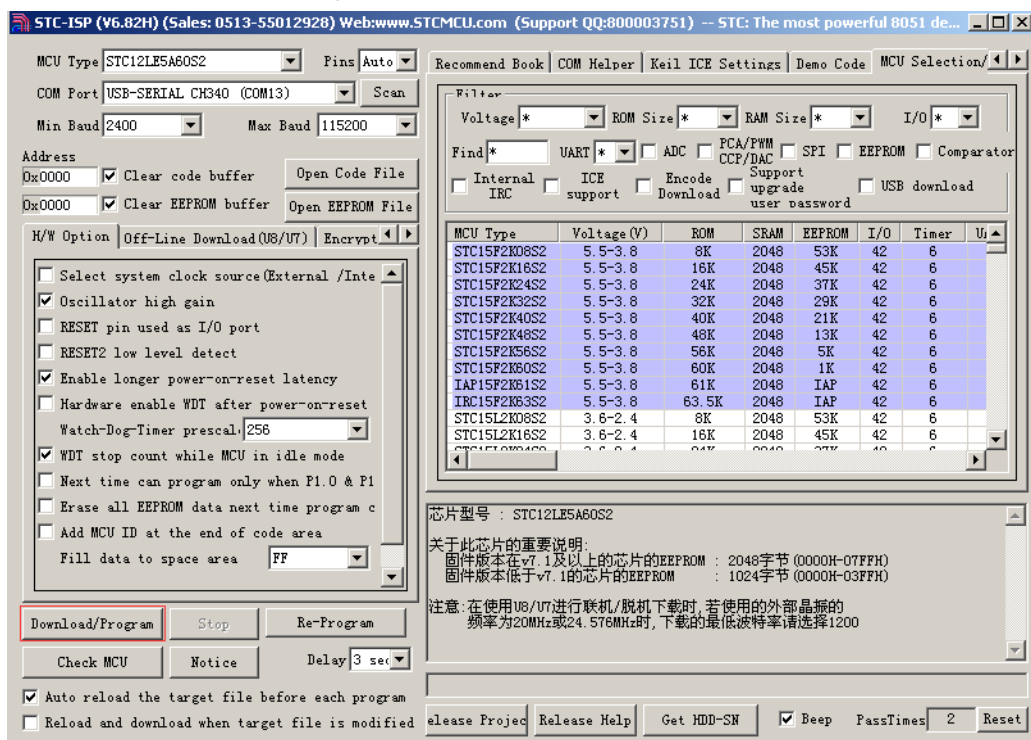 STC-ISP (V6.82H) (Sales: 0513-55012928) Web:www.STCMCU.com (Support QQ:800003751) -- STC: The most powerful 8051 de...
MCU Type STC12LE5A60S2 Pins Auto
COM Port USB-SERIAL CH340 (COM13) Scan
Min Baud 2400 Max Baud 115200
Address
0x0000 Clear code buffer Open Code File
0x0000 Clear EEPROM buffer Open EEPROM File
H/W Option Off-Line Download(U8/U7) Encrypt
Select system clock source(External /Inte
Oscillator high gain
RESET pin used as I/O port
RESET2 low level detect
Enable longer power-on-reset latency
Hardware enable WDT after power-on-reset
Watch-Dog-Timer prescal 256
WDT stop count while MCU in idle mode
Next time can program only when P1.0 & P1
Erase all EEPROM data next time program c
Add MCU ID at the end of code area
Fill data to space area FF
Download/Program Stop Re-Program
Check MCU Notice Delay 3 sec
Auto reload the target file before each program
Reload and download when target file is modified
Recommend Book COM Helper Keil ICE Settings Demo Code MCU Selection/
Filter
Voltage * ROM Size * RAM Size * I/O *
Find * UART * ADC PCA/PWM CCP/DAC SPI EEPROM Comparator
Internal IRC ICE support Encode Download Support upgrade user password USB download
MCU Type Voltage(V) ROM SRAM EEPROM I/O Timer
STC15F2K08S2 5.5-3.8 8K 2048 53K 42 6
STC15F2K16S2 5.5-3.8 16K 2048 45K 42 6
STC15F2K24S2 5.5-3.8 24K 2048 37K 42 6
STC15F2K32S2 5.5-3.8 32K 2048 29K 42 6
STC15F2K40S2 5.5-3.8 40K 2048 21K 42 6
STC15F2K48S2 5.5-3.8 48K 2048 13K 42 6
STC15F2K56S2 5.5-3.8 56K 2048 5K 42 6
STC15F2K60S2 5.5-3.8 60K 2048 1K 42 6
IAP15F2K61S2 5.5-3.8 61K 2048 IAP 42 6
IRC15F2K63S2 5.5-3.8 63.5K 2048 IAP 42 6
STC15L2K08S2 3.6-2.4 8K 2048 53K 42 6
STC15L2K16S2 3.6-2.4 16K 2048 45K 42 6
芯片型号 : STC12LE5A60S2
关于此芯片的重要说明:
固件版本在v7.1及以上的芯片的EEPROM : 2048字节(0000H-07FFH)
固件版本低于v7.1的芯片的EEPROM : 1024字节(0000H-03FFH)
注意:在使用U8/U7进行联机/脱机下载时,若使用的外部晶振的
频率为20MHz或24.576MHz时,下载的最低波特率请选择1200
elease Projec Release Help Get HDD-SN Beep PassTimes 2 Reset